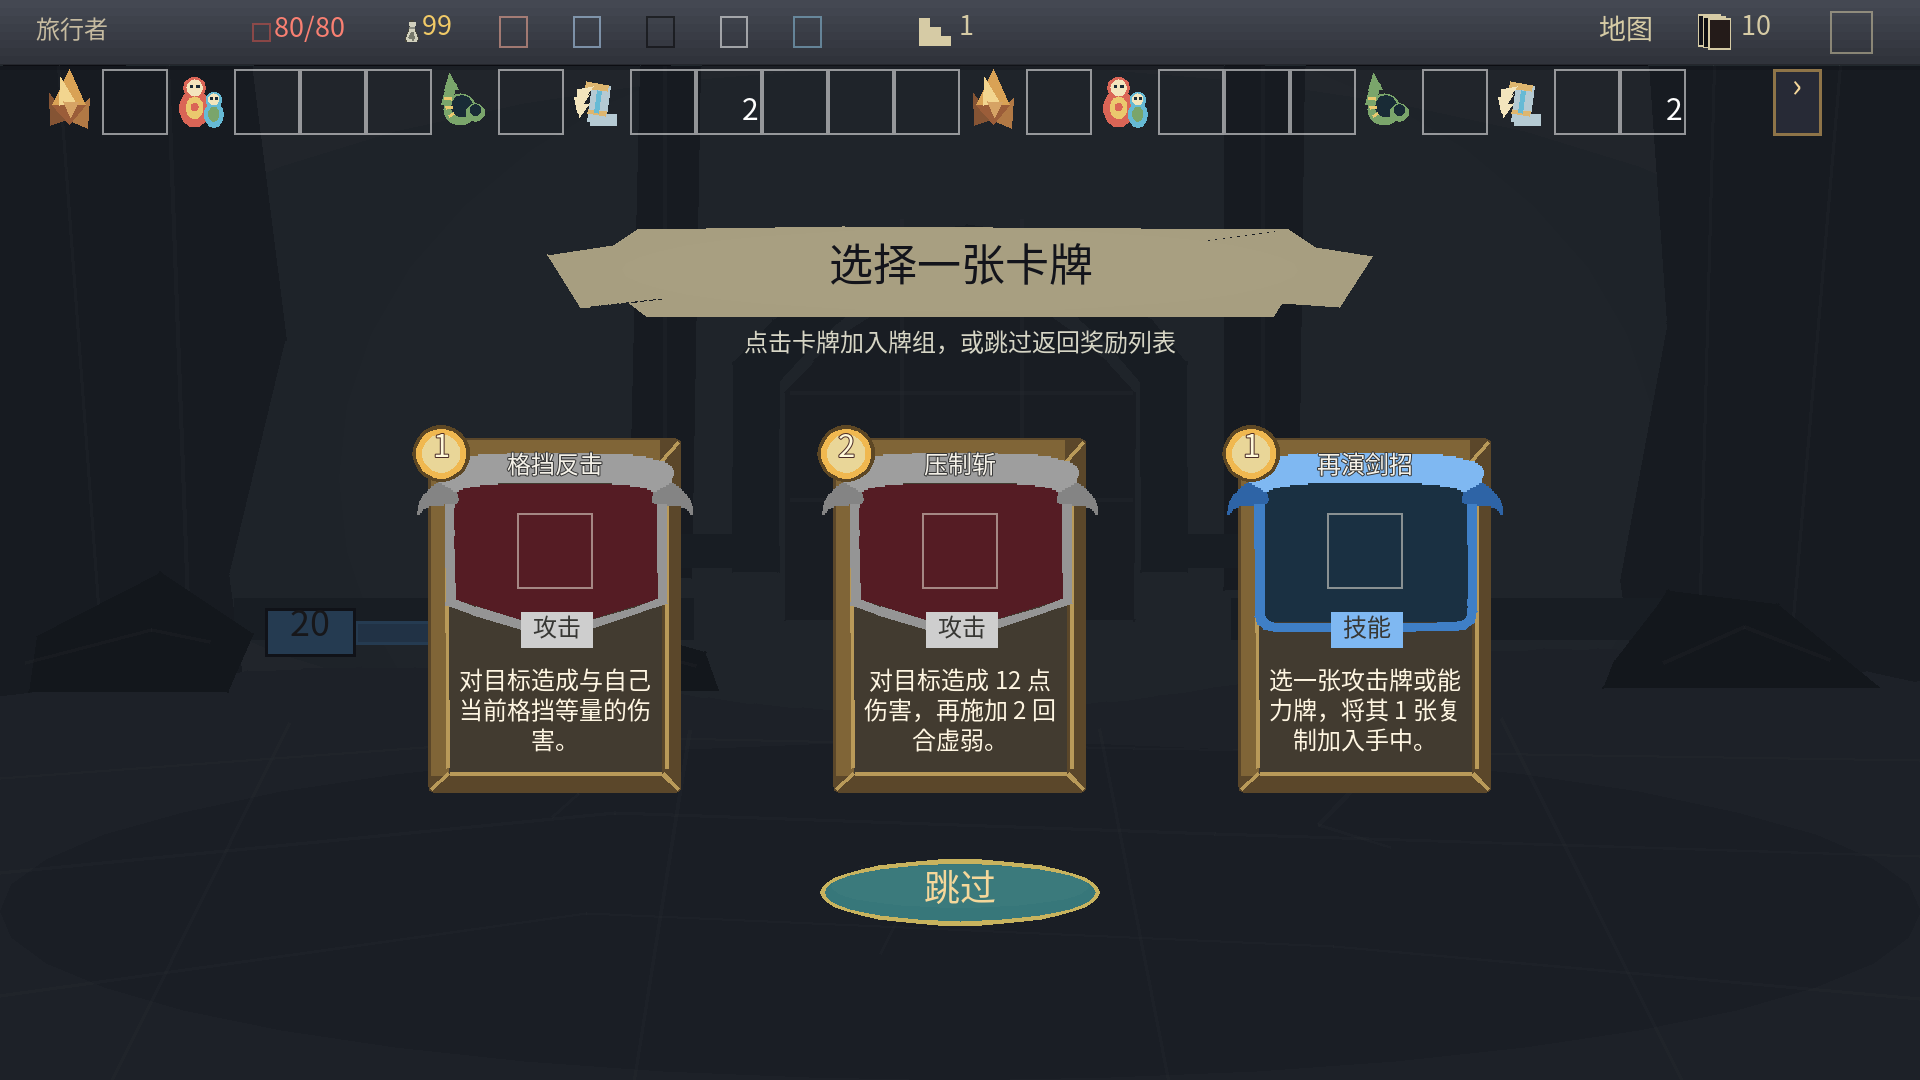 旅行者 80/80 99 1 地图 10
2 2 ›
选择一张卡牌
点击卡牌加入牌组，或跳过返回奖励列表
1 格挡反击
攻击
对目标造成与自己
当前格挡等量的伤
害。
2 压制斩
攻击
对目标造成 12 点
伤害，再施加 2 回
合虚弱。
1 再演剑招
技能
选一张攻击牌或能
力牌，将其 1 张复
制加入手中。
20
跳过